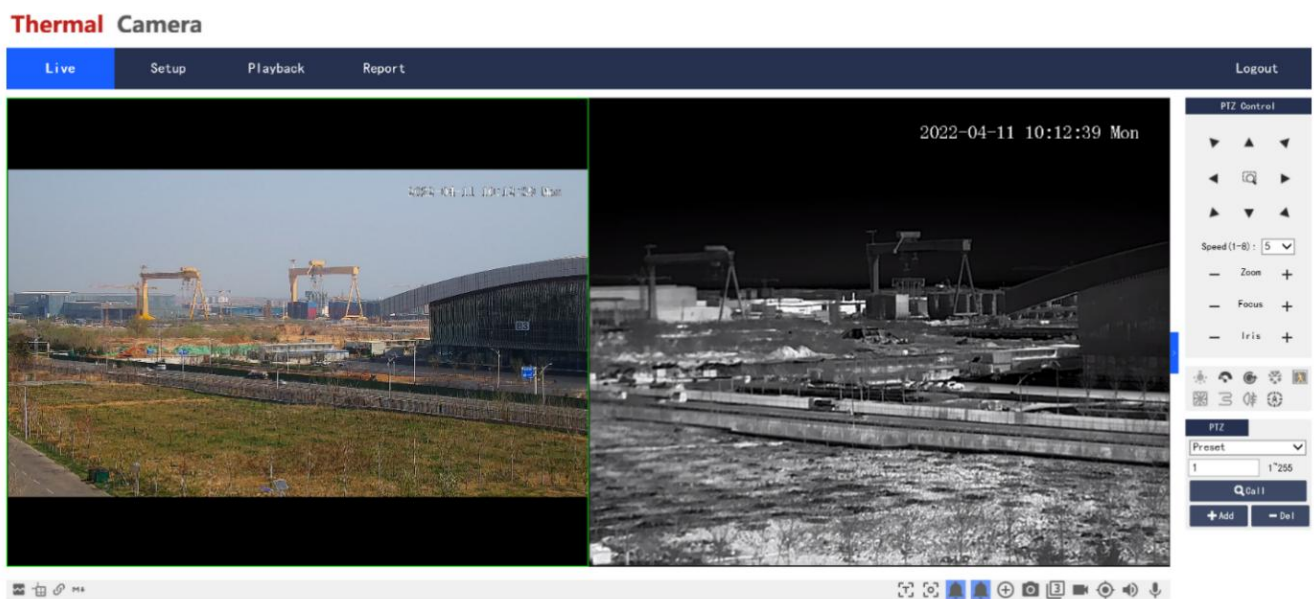 Thermal Camera
Live Setup Playback Report Logout
2022-04-11 10:12:39 Mon
PTZ Control
Speed(1-8): 5
Zoom
Focus
Iris
PTZ
Preset
1 1~255
Call
Add Del